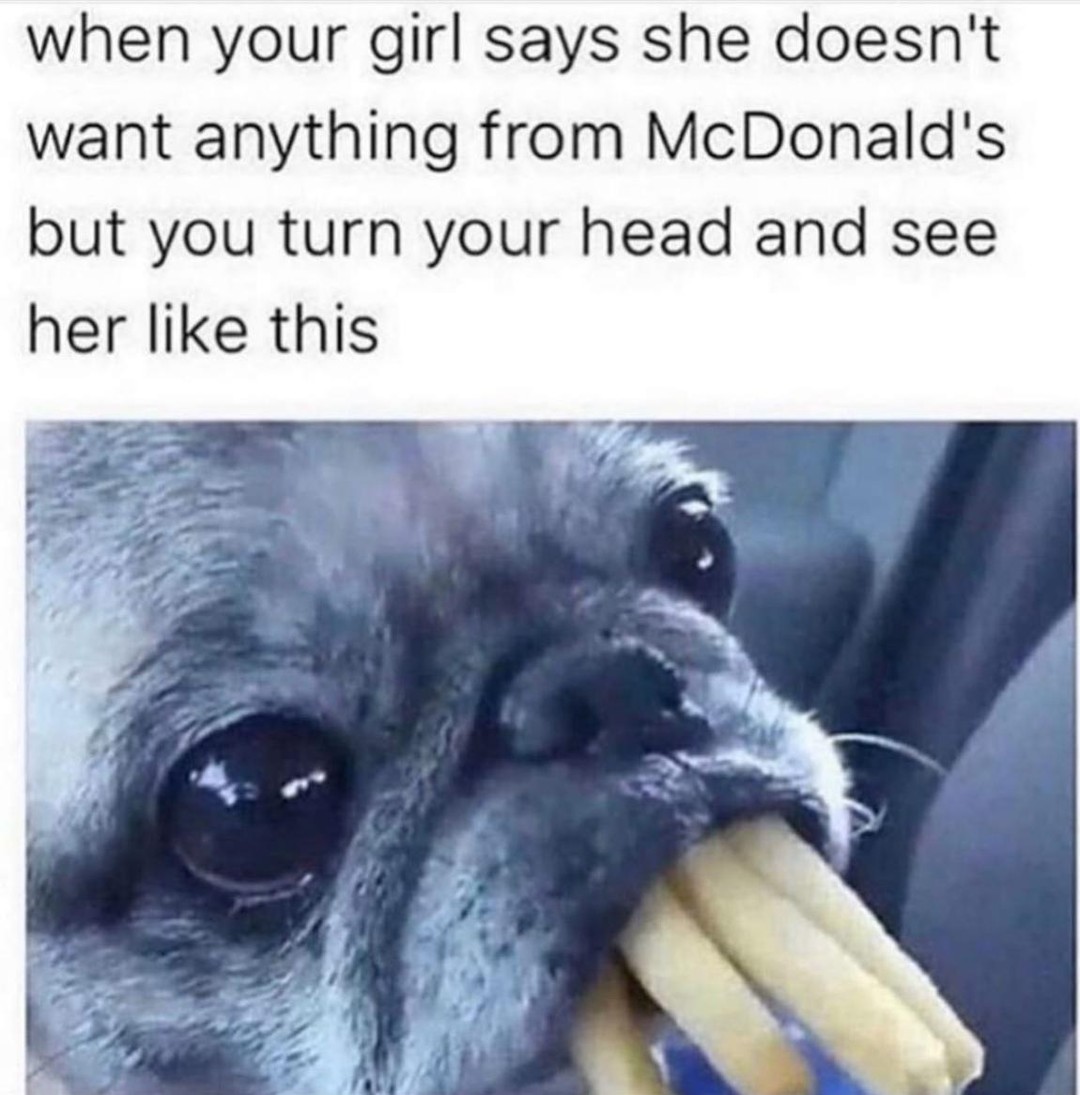 when your girl says she doesn't
want anything from McDonald's
but you turn your head and see
her like this